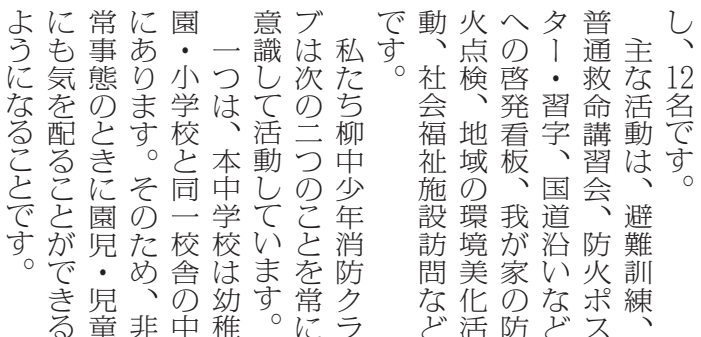 し、12名です。
　主な活動は、避難訓練、
普通救命講習会、防火ポス
ター・習字、国道沿いなど
への啓発看板、我が家の防
火点検、地域の環境美化活
動、社会福祉施設訪問など
です。
　私たち柳中少年消防クラ
ブは次の二つのことを常に
意識して活動しています。
　一つは、本中学校は幼稚
園・小学校と同一校舎の中
にあります。そのため、非
常事態のときに園児・児童
にも気を配ることができる
ようになることです。